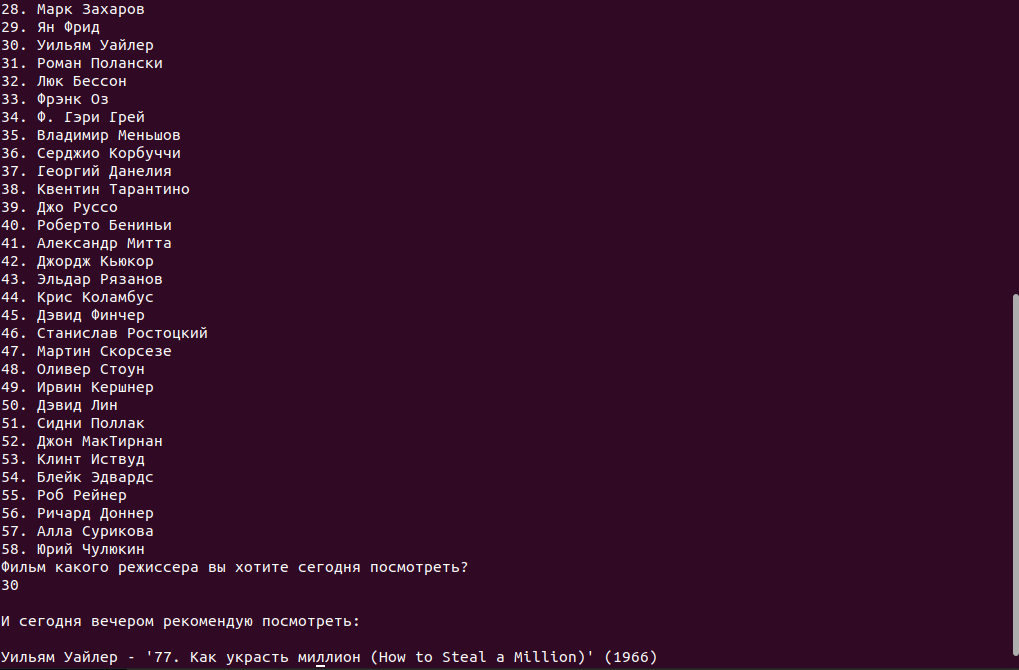 28. Марк Захаров
29. Ян Фрид
30. Уильям Уайлер
31. Роман Полански
32. Люк Бессон
33. Фрэнк Оз
34. Ф. Гэри Грей
35. Владимир Меньшов
36. Серджио Корбуччи
37. Георгий Данелия
38. Квентин Тарантино
39. Джо Руссо
40. Роберто Бениньи
41. Александр Митта
42. Джордж Кьюкор
43. Эльдар Рязанов
44. Крис Коламбус
45. Дэвид Финчер
46. Станислав Ростоцкий
47. Мартин Скорсезе
48. Оливер Стоун
49. Ирвин Кершнер
50. Дэвид Лин
51. Сидни Поллак
52. Джон МакТирнан
53. Клинт Иствуд
54. Блейк Эдвардс
55. Роб Рейнер
56. Ричард Доннер
57. Алла Сурикова
58. Юрий Чулюкин
Фильм какого режиссера вы хотите сегодня посмотреть?
30
И сегодня вечером рекомендую посмотреть:
Уильям Уайлер - '77. Как украсть миллион (How to Steal a Million)' (1966)